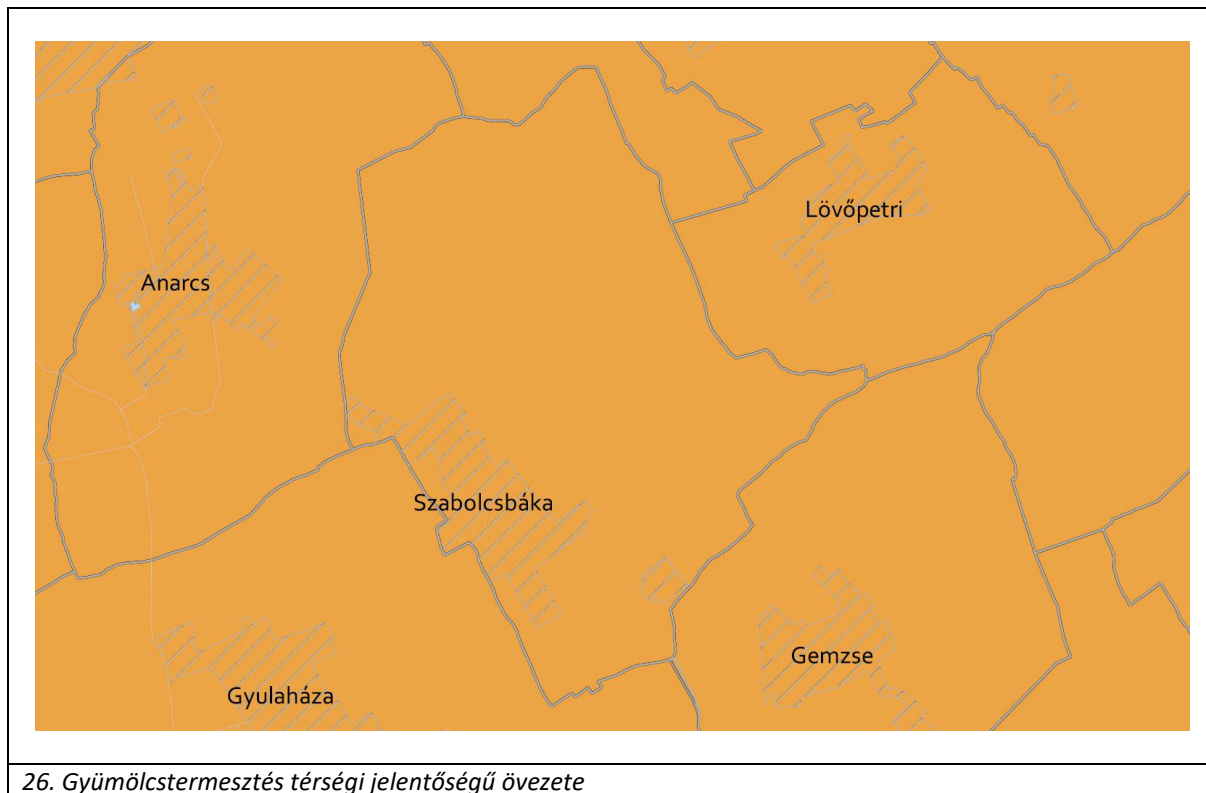 Lövőpetri
Anarcs
Szabolcsbáka
Gemzse
Gyulaháza
26. Gyümölcstermesztés térségi jelentőségű övezete